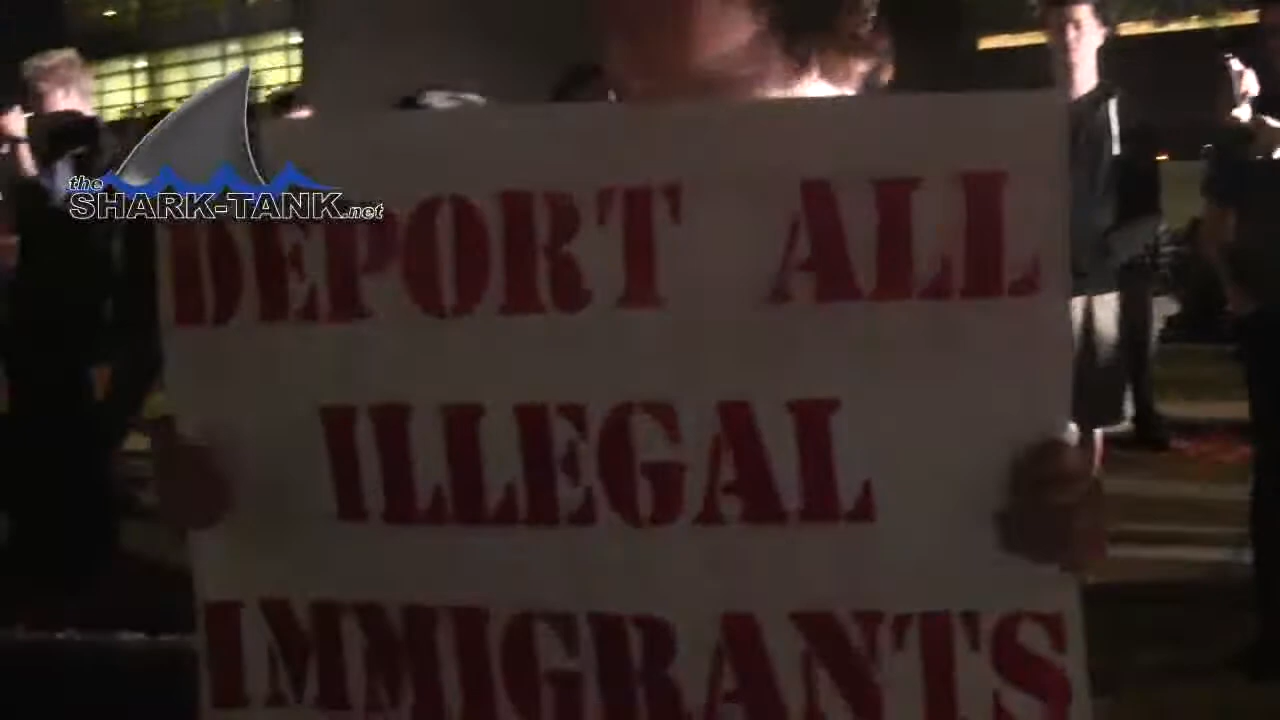 the
SHARK-TANK.net
DEPORT ALL
ILLEGAL
IMMIGRANTS